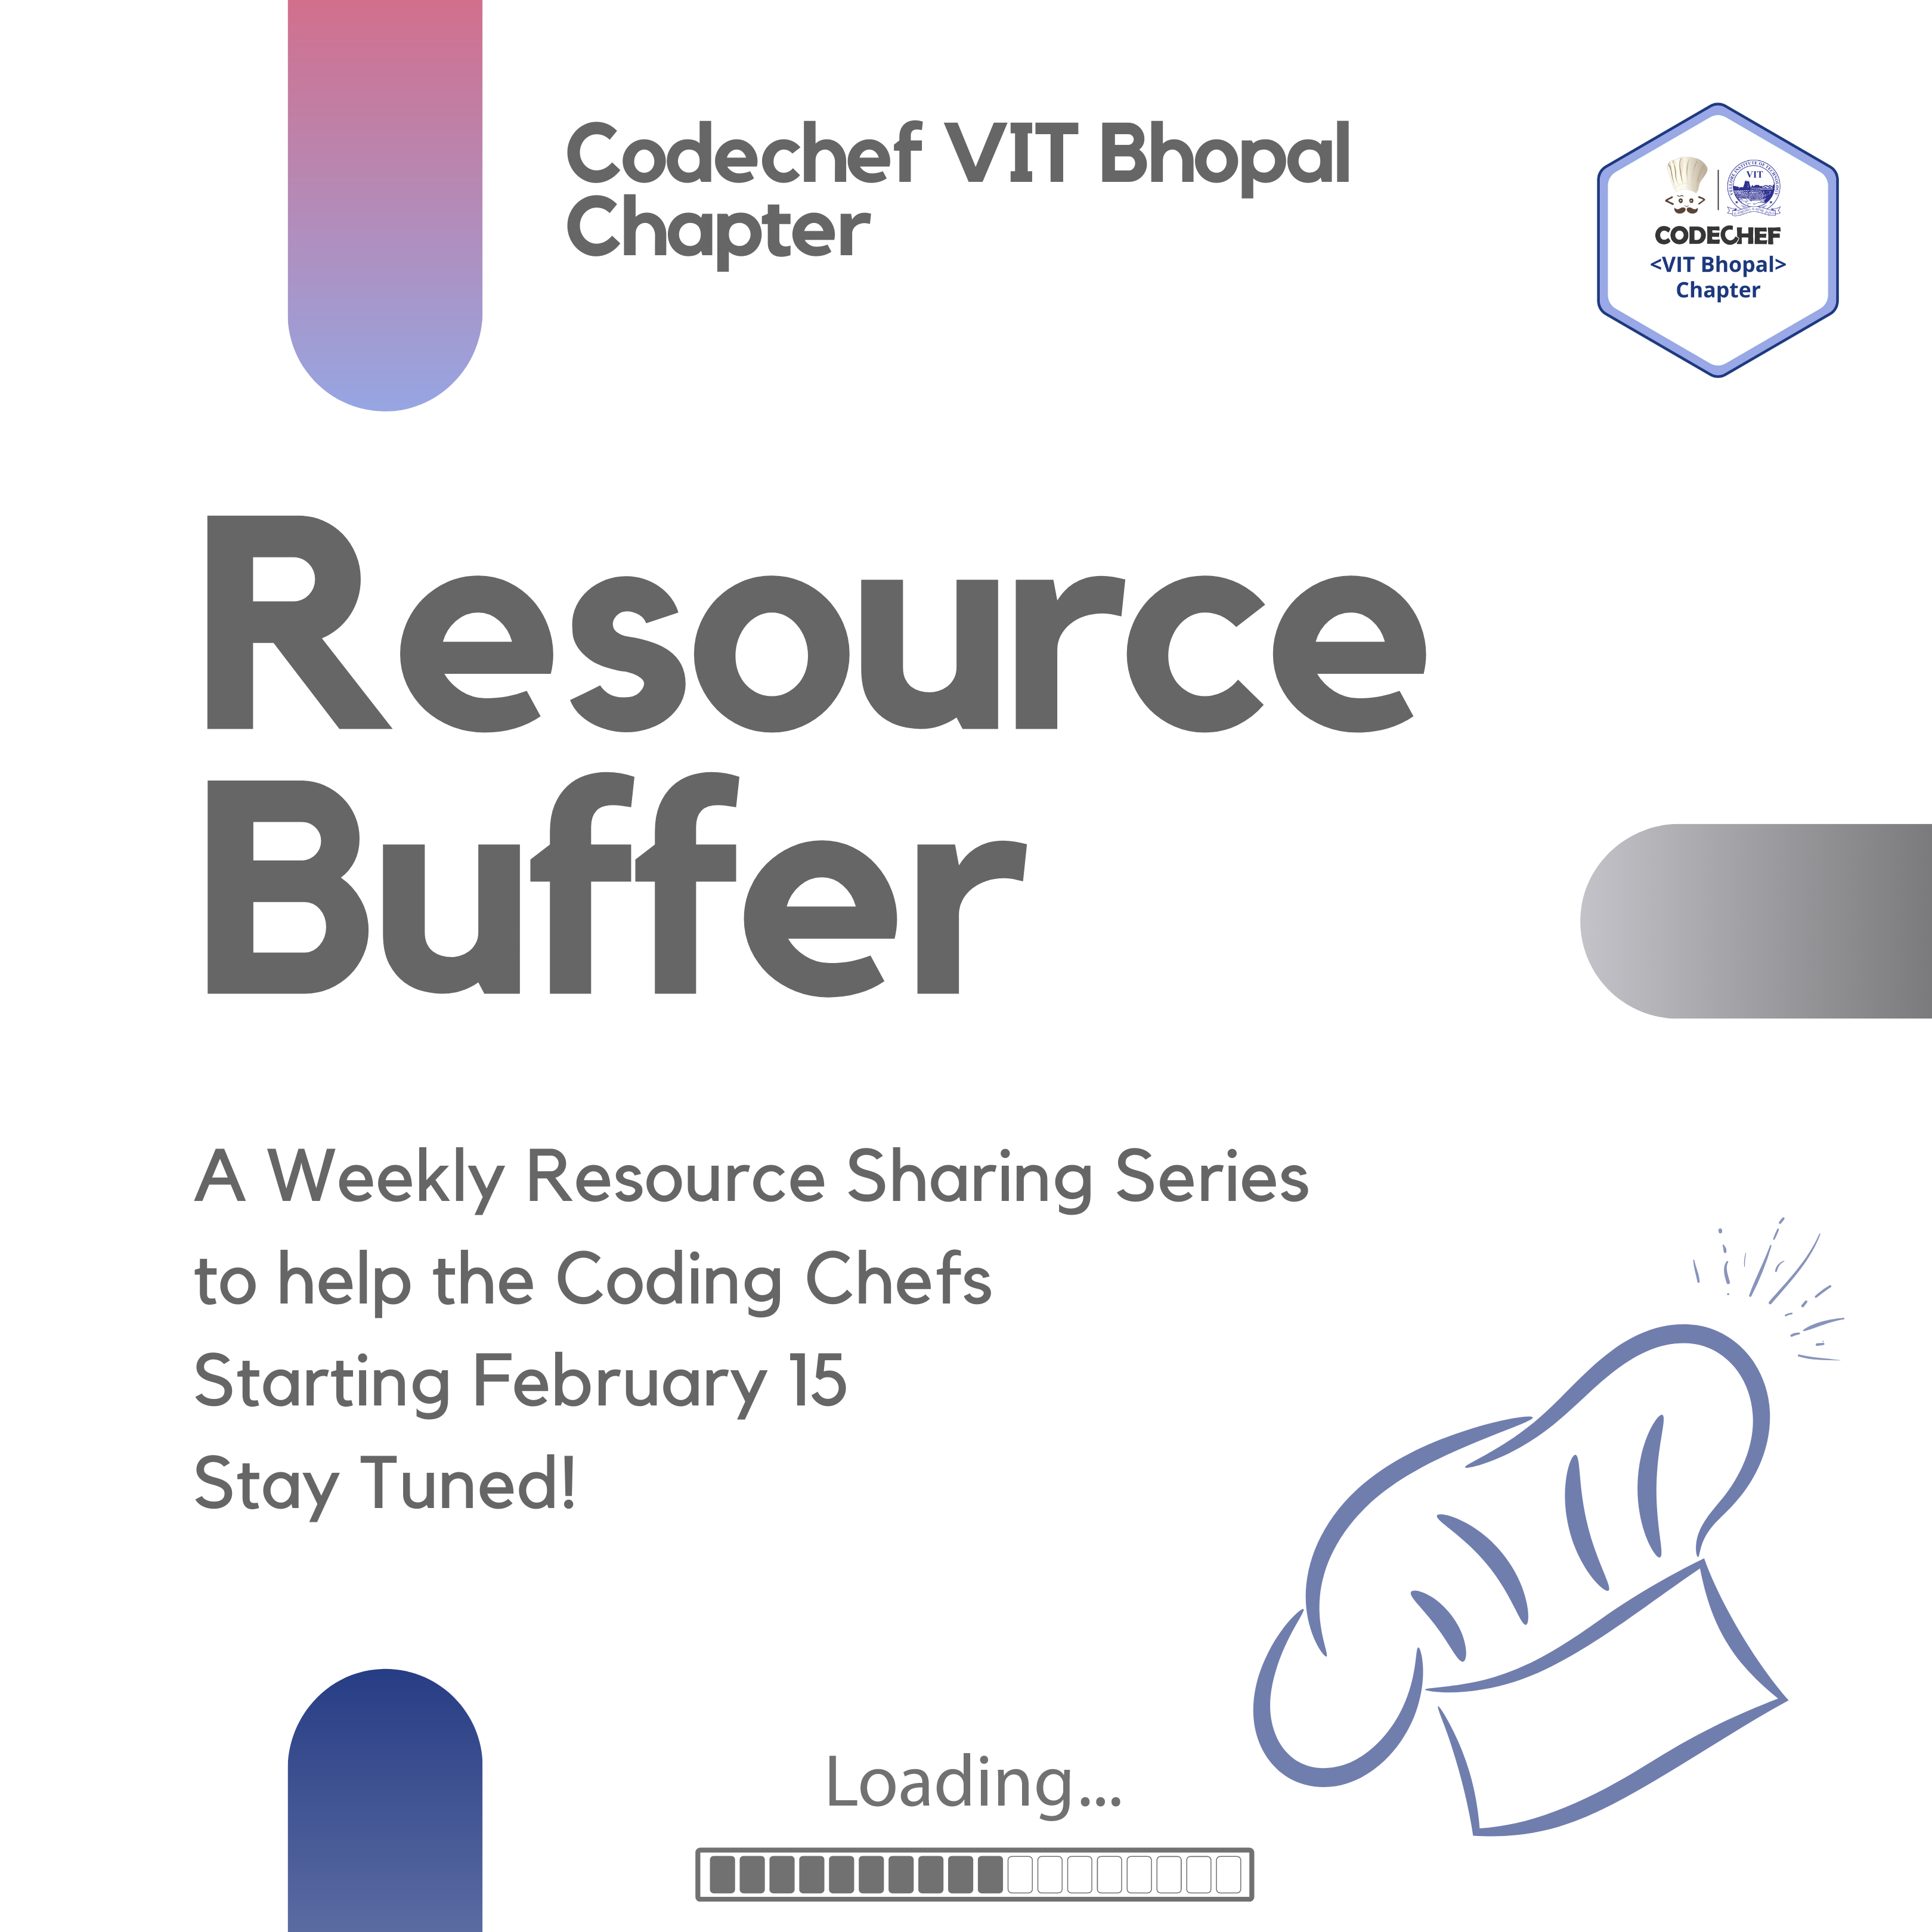 Codechef VIT Bhopal
Chapter
VIT
CODECHEF
<VIT Bhopal>
Chapter
Resource
Buffer
A Weekly Resource Sharing Series
to help the Coding Chefs
Starting February 15
Stay Tuned!
Loading...